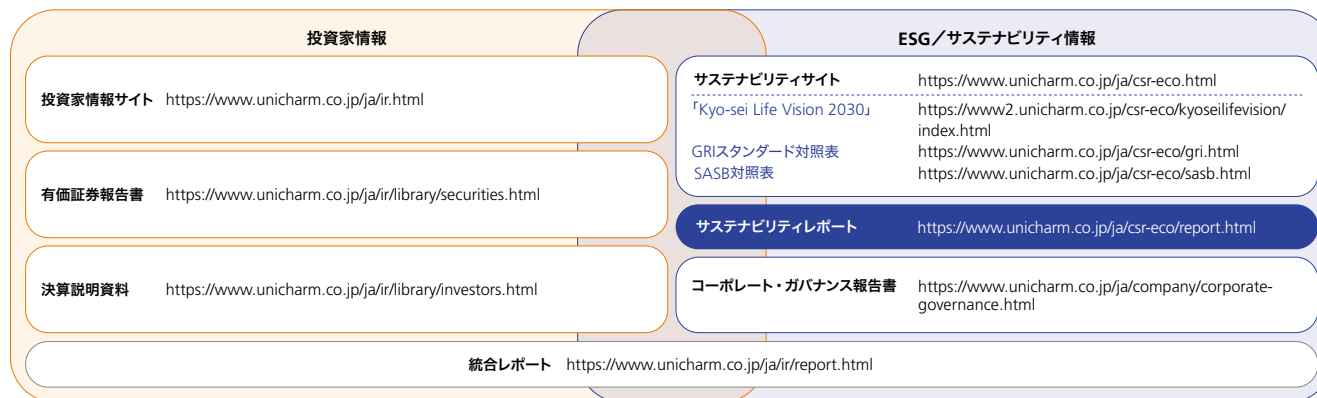 投資家情報
投資家情報サイト https://www.unicharm.co.jp/ja/ir.html
有価証券報告書 https://www.unicharm.co.jp/ja/ir/library/securities.html
決算説明資料 https://www.unicharm.co.jp/ja/ir/library/investors.html
ESG／サステナビリティ情報
サステナビリティサイト https://www.unicharm.co.jp/ja/csr-eco.html
「Kyo-sei Life Vision 2030」 https://www2.unicharm.co.jp/csr-eco/kyoseilifevision/
index.html
GRIスタンダード対照表 https://www.unicharm.co.jp/ja/csr-eco/gri.html
SASB対照表 https://www.unicharm.co.jp/ja/csr-eco/sasb.html
サステナビリティレポート https://www.unicharm.co.jp/ja/csr-eco/report.html
コーポレート・ガバナンス報告書 https://www.unicharm.co.jp/ja/company/corporate-
governance.html
統合レポート https://www.unicharm.co.jp/ja/ir/report.html